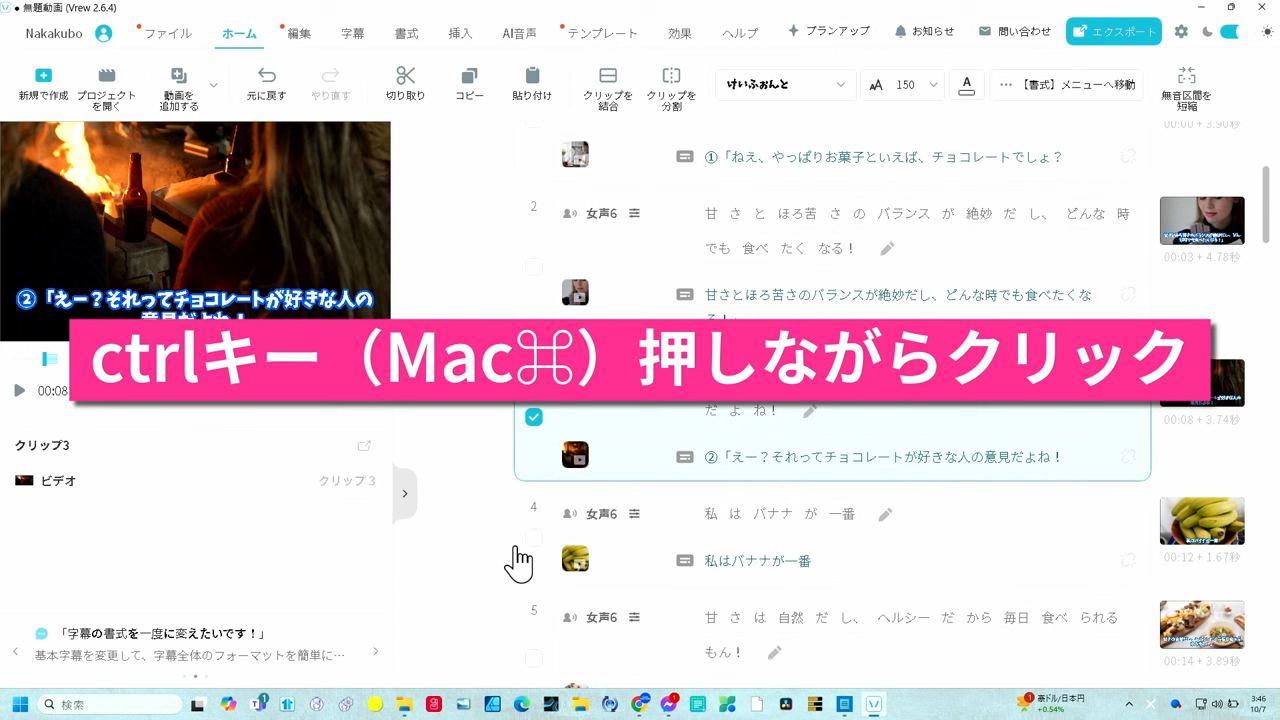 無題動画 (Vrew 2.6.4)
Nakakubo
ファイル
ホーム
編集
字幕
書式
挿入
AI音声
テンプレート
効果
ヘルプ
プランアップ
お知らせ
問い合わせ
エクスポート
新規で作成
プロジェクト
を開く
動画を
追加する
元に戻す
やり直す
切り取り
コピー
貼り付け
クリップを
結合
クリップを
分割
けいふぉんと
150
A
【書式】メニューへ移動
無音区間を
短縮
00:00 + 3.90秒
①「ねえ、やっぱりお菓子といえば、チョコレートでしょ？
2
女声6
甘 さ と ほろ苦 さ の バランス が 絶妙 だ し、 どんな 時
でも 食べ たく なる！
00:03 + 4.78秒
甘さとほろ苦さのバランスが絶妙だし、どんな時でも食べたくな
②「えー？それってチョコレートが好きな人の
ctrlキー（Mac⌘）押しながらクリック
00:08
だ よ ね！
00:08 + 3.74秒
②「えー？それってチョコレートが好きな人の意見だよね！
クリップ3
ビデオ
クリップ 3
4
女声6
私 は バナナ が 一番
私はバナナが一番
00:12 + 1.67秒
5
女声6
甘 さ は 自然 だ し、 ヘルシー だ から 毎日 食べ られる
もん！
00:14 + 3.89秒
「字幕の書式を一度に変えたいです！」
基本字幕を変更して、字幕全体のフォーマットを簡単に…
検索
豪ドル/日本円
+0.54%
3:46
10/7